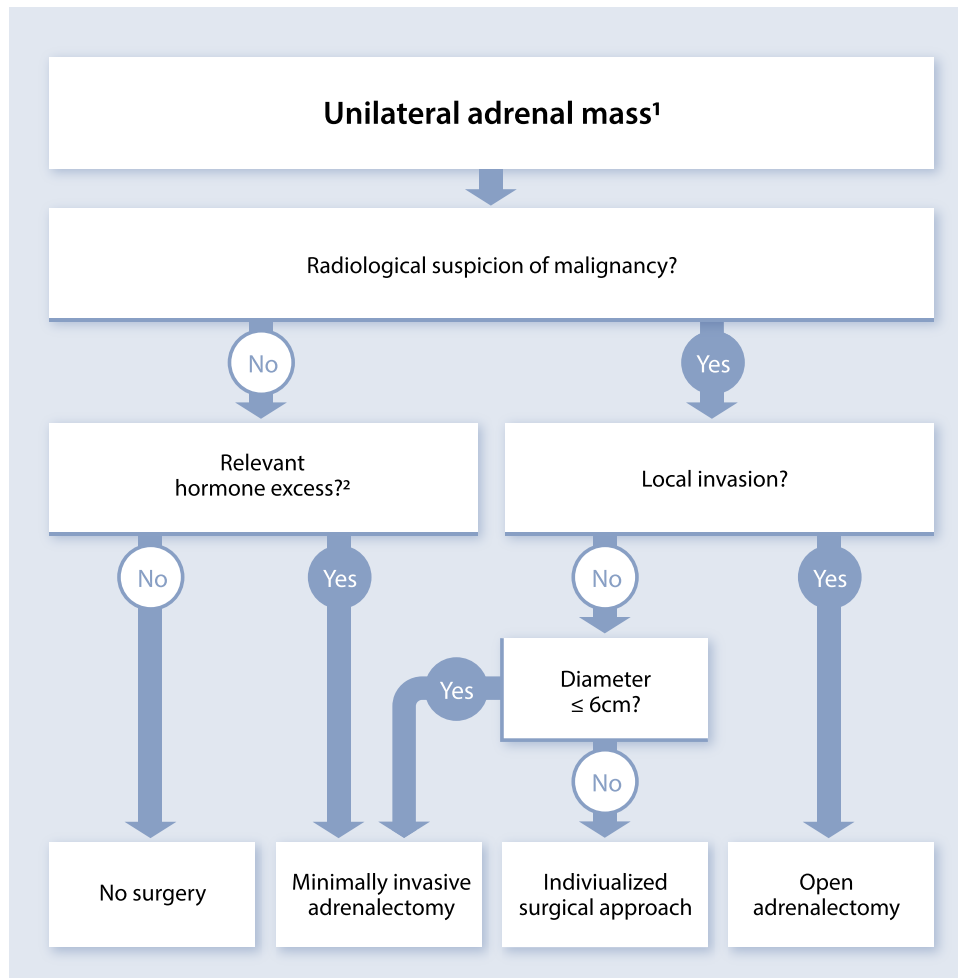 Unilateral adrenal mass¹
Radiological suspicion of malignancy?
No
Yes
Relevant
hormone excess?²
Local invasion?
No
Yes
No
Yes
Diameter
≤ 6cm?
Yes
No
No surgery
Minimally invasive
adrenalectomy
Indiviualized
surgical approach
Open
adrenalectomy